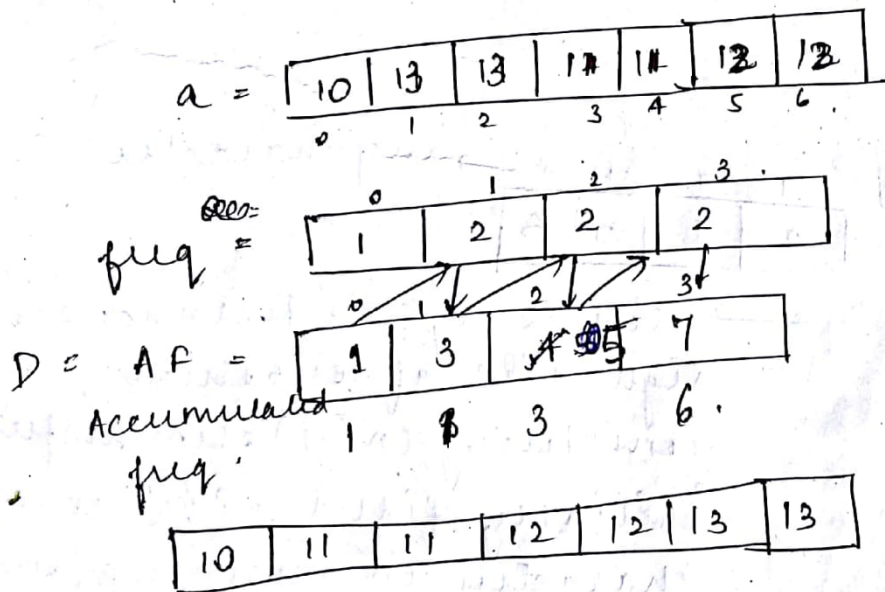 a = 10 13 13 11 11 12 12
0 1 2 3 4 5 6
0 1 2 3
freq = 1 2 2 2
0 1 2 3
D = AF = 1 3 5 7
Accumulated 1 3 6
freq
10 11 11 12 12 13 13